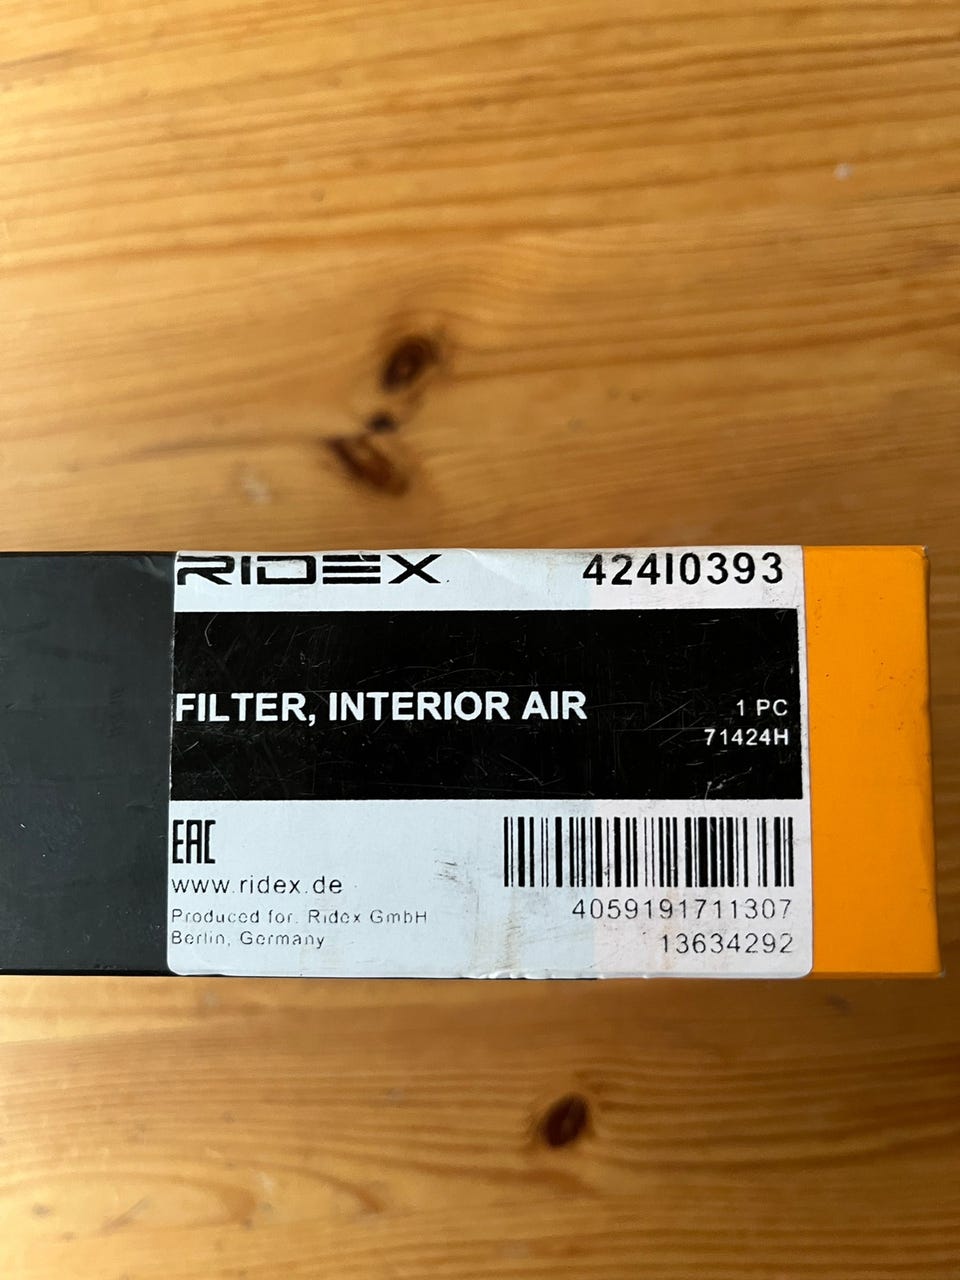 RIDEX 424I0393
FILTER, INTERIOR AIR
1 PC
71424H
EAC
www.ridex.de
Produced for: Ridex GmbH
Berlin, Germany
4059191711307
13634292